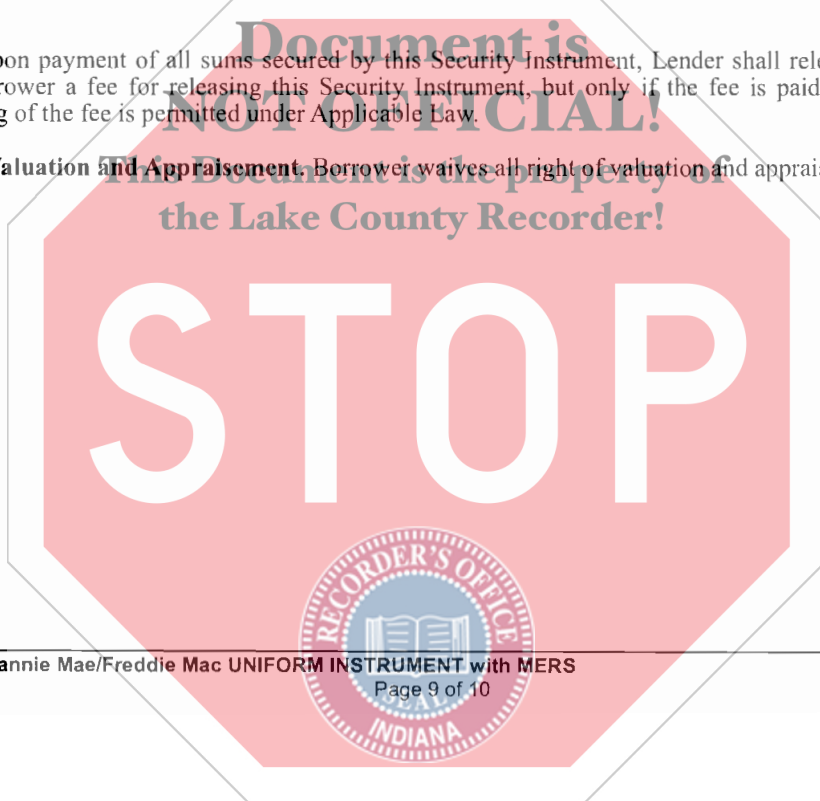 Document is
pon payment of all sums secured by this Security Instrument, Lender shall rele
rower a fee for releasing this Security Instrument, but only if the fee is paid
NOT OFFICIAL!
g of the fee is permitted under Applicable Law.
aluation and Appraisement. Borrower waives all right of valuation and apprais
This Document is the property of
the Lake County Recorder!
STOP
RECORDER'S OFFICE
annie Mae/Freddie Mac UNIFORM INSTRUMENT with MERS
Page 9 of 10
SEAL
INDIANA